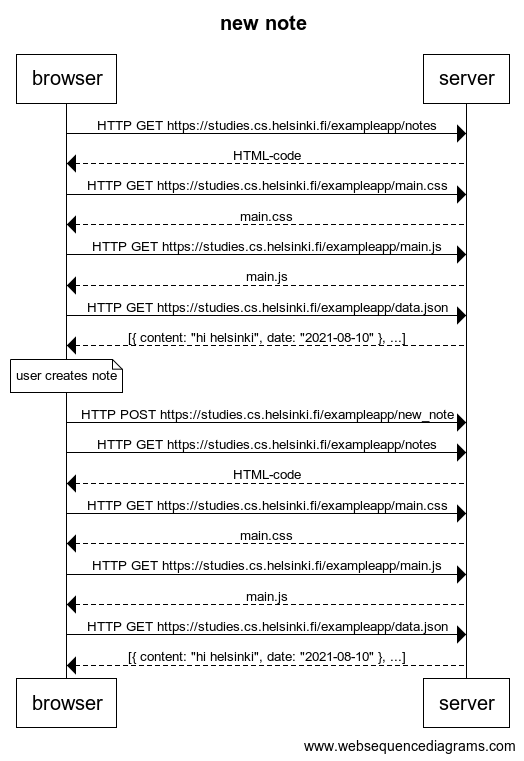 new note
browser
server
HTTP GET https://studies.cs.helsinki.fi/exampleapp/notes
HTML-code
HTTP GET https://studies.cs.helsinki.fi/exampleapp/main.css
main.css
HTTP GET https://studies.cs.helsinki.fi/exampleapp/main.js
main.js
HTTP GET https://studies.cs.helsinki.fi/exampleapp/data.json
[{ content: "hi helsinki", date: "2021-08-10" }, ...]
user creates note
HTTP POST https://studies.cs.helsinki.fi/exampleapp/new_note
HTTP GET https://studies.cs.helsinki.fi/exampleapp/notes
HTML-code
HTTP GET https://studies.cs.helsinki.fi/exampleapp/main.css
main.css
HTTP GET https://studies.cs.helsinki.fi/exampleapp/main.js
main.js
HTTP GET https://studies.cs.helsinki.fi/exampleapp/data.json
[{ content: "hi helsinki", date: "2021-08-10" }, ...]
browser
server
www.websequencediagrams.com